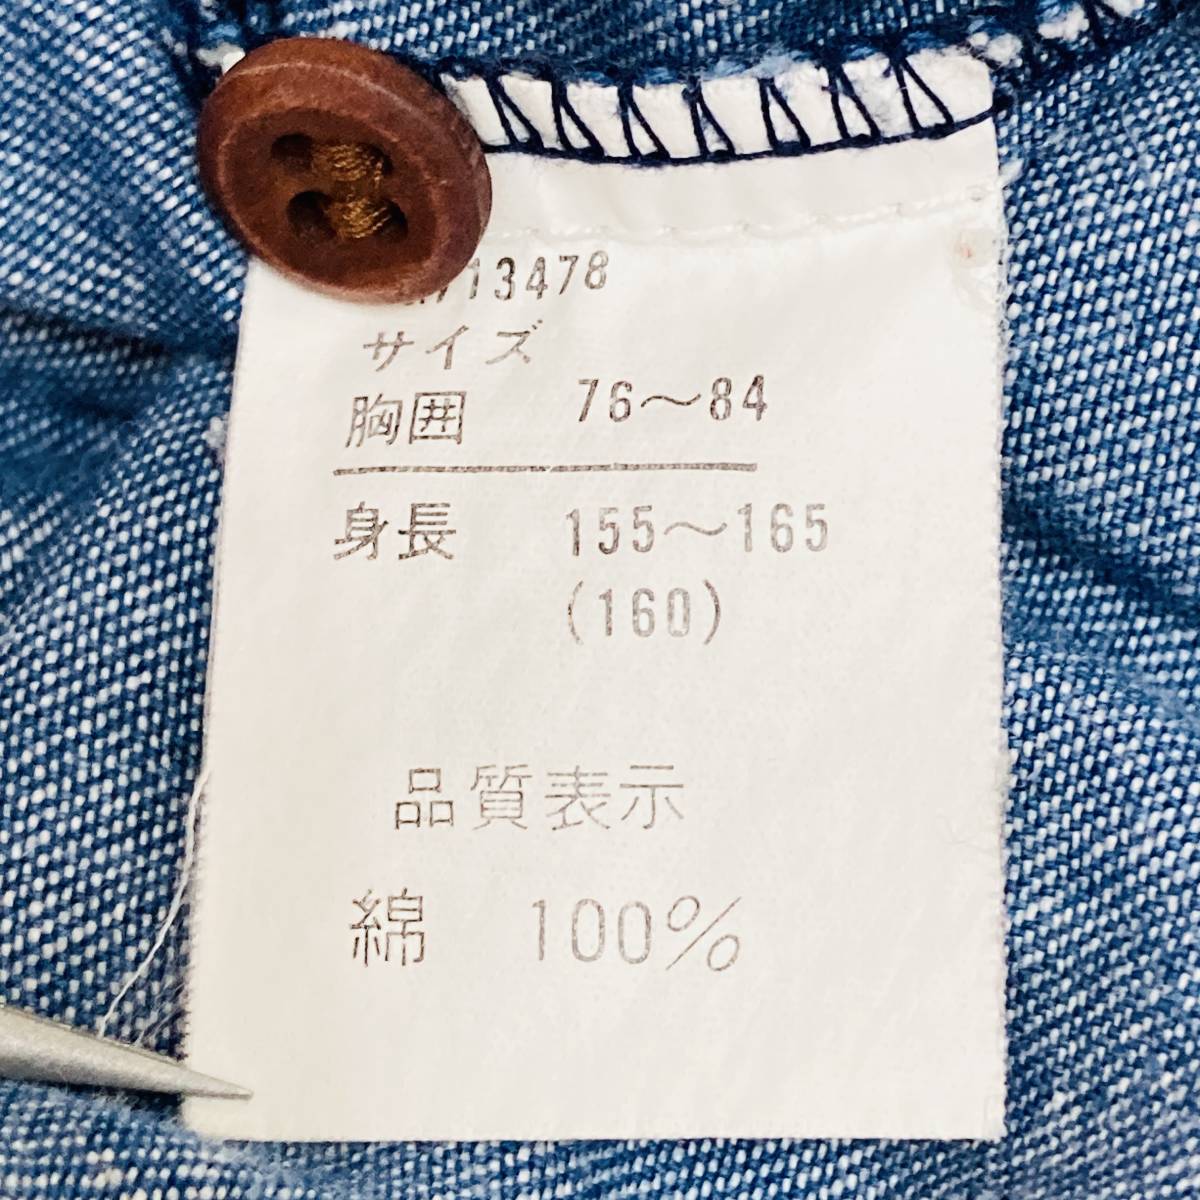 13478
サイズ
胸囲 76～84
身長 155～165
(160)
品質表示
綿 100%